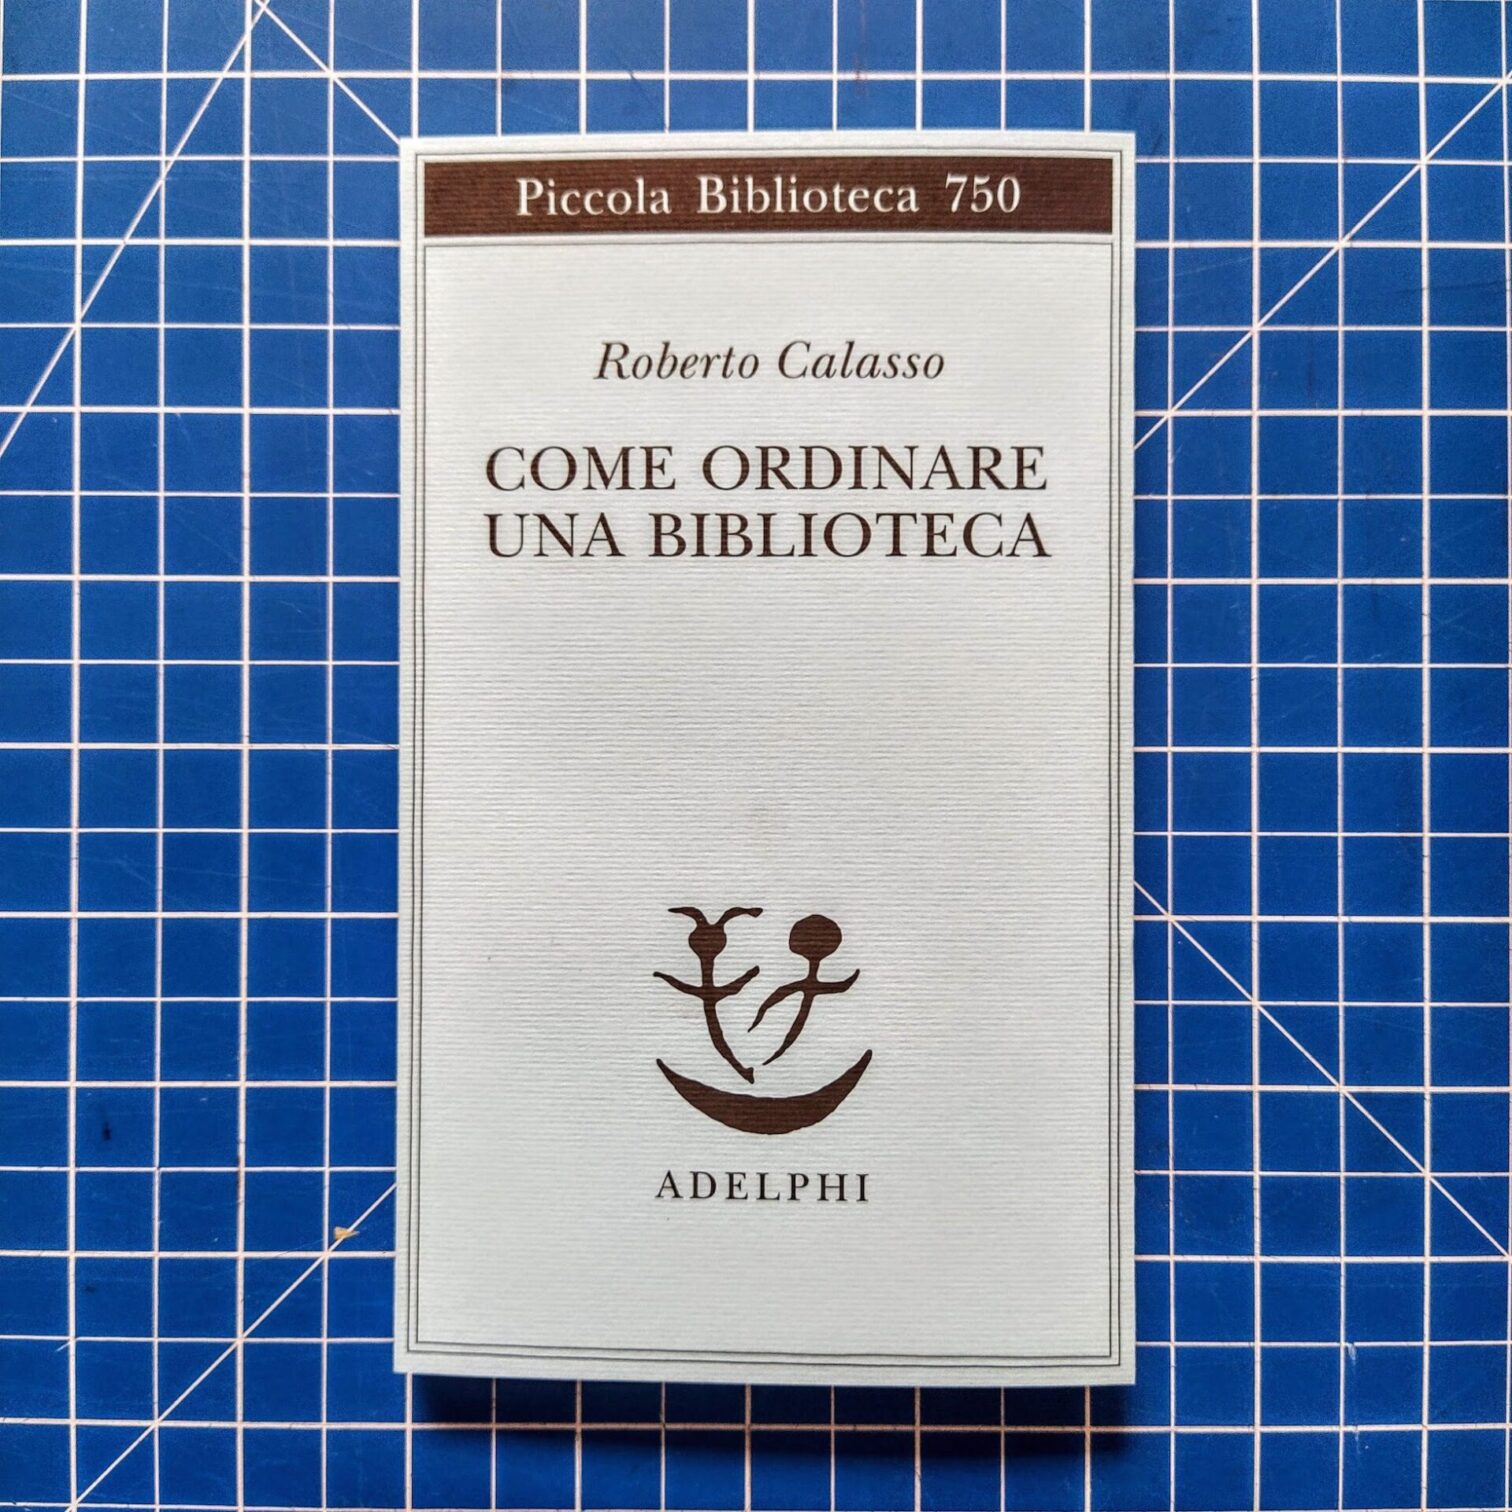 Piccola Biblioteca 750
Roberto Calasso
COME ORDINARE
UNA BIBLIOTECA
ADELPHI